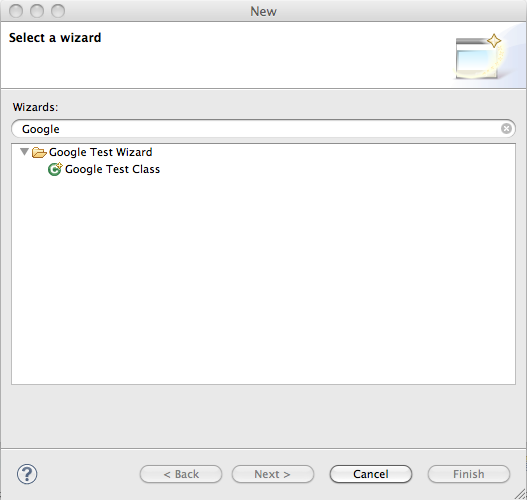 New
Select a wizard
Wizards:
Google
Google Test Wizard
Google Test Class
?
< Back
Next >
Cancel
Finish